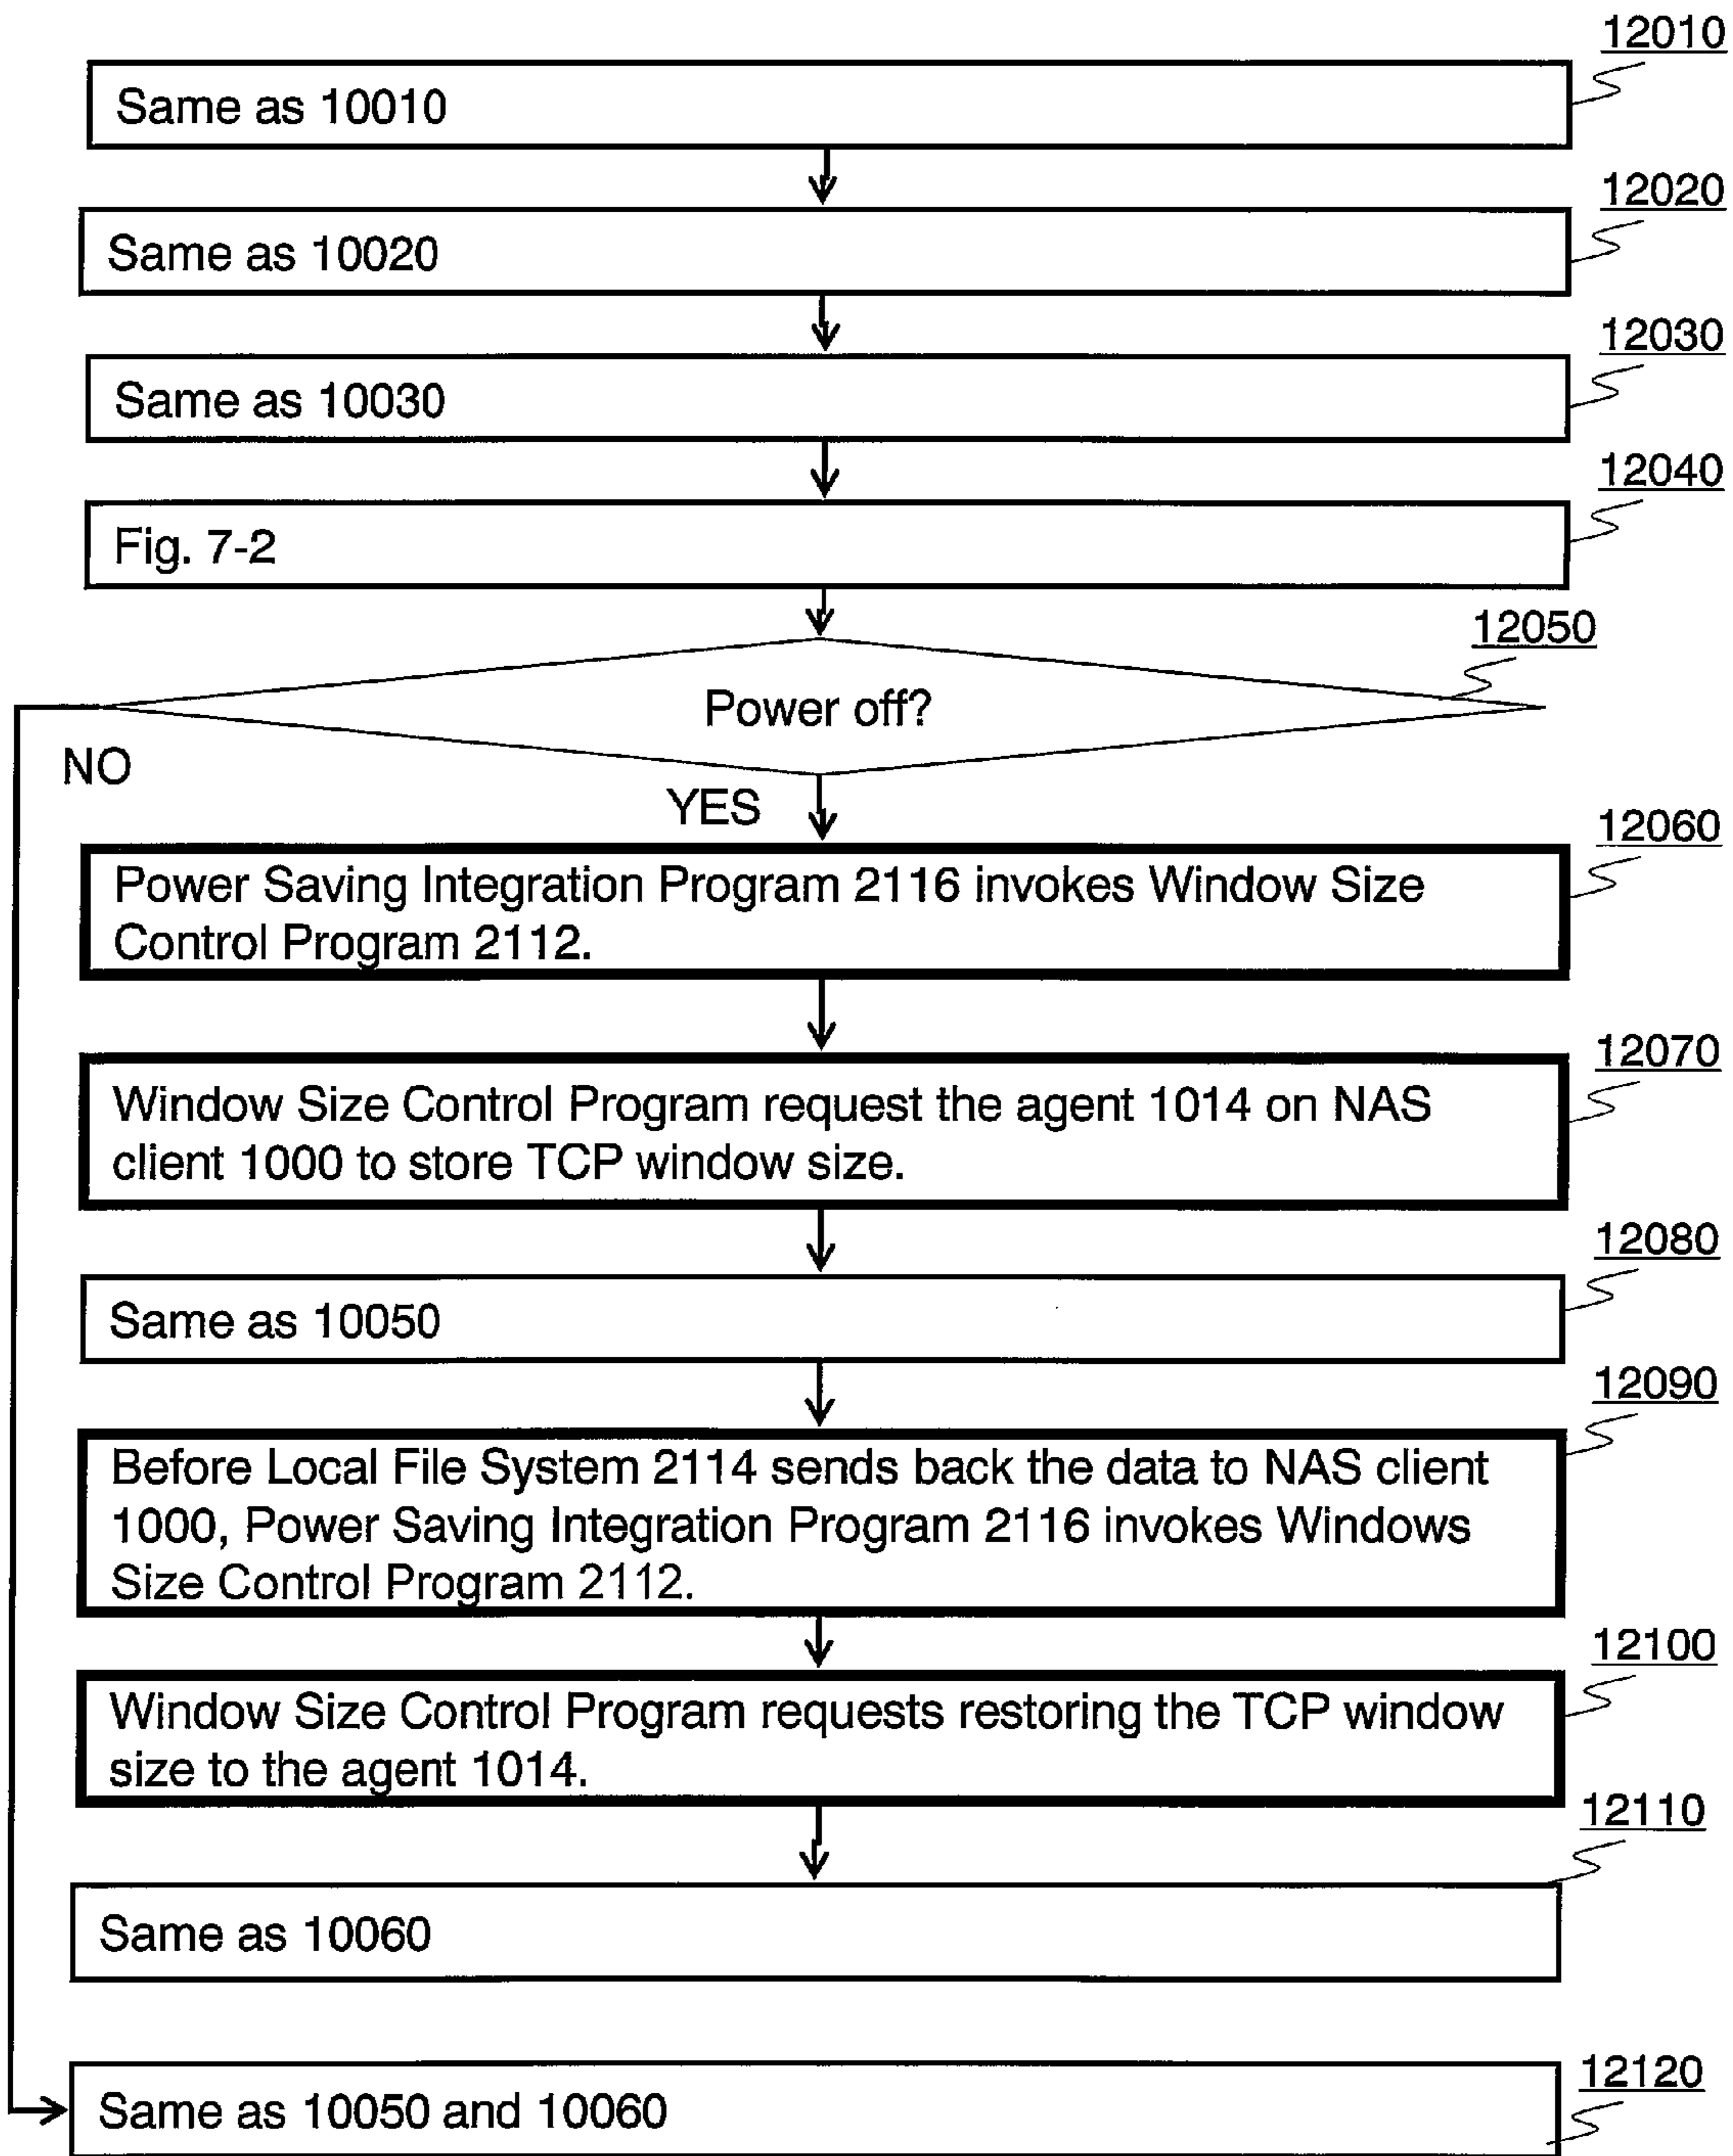 12010
Same as 10010
12020
Same as 10020
12030
Same as 10030
12040
Fig. 7-2
12050
Power off?
NO
YES
12060
Power Saving Integration Program 2116 invokes Window Size
Control Program 2112.
12070
Window Size Control Program request the agent 1014 on NAS
client 1000 to store TCP window size.
12080
Same as 10050
12090
Before Local File System 2114 sends back the data to NAS client
1000, Power Saving Integration Program 2116 invokes Windows
Size Control Program 2112.
12100
Window Size Control Program requests restoring the TCP window
size to the agent 1014.
12110
Same as 10060
12120
Same as 10050 and 10060